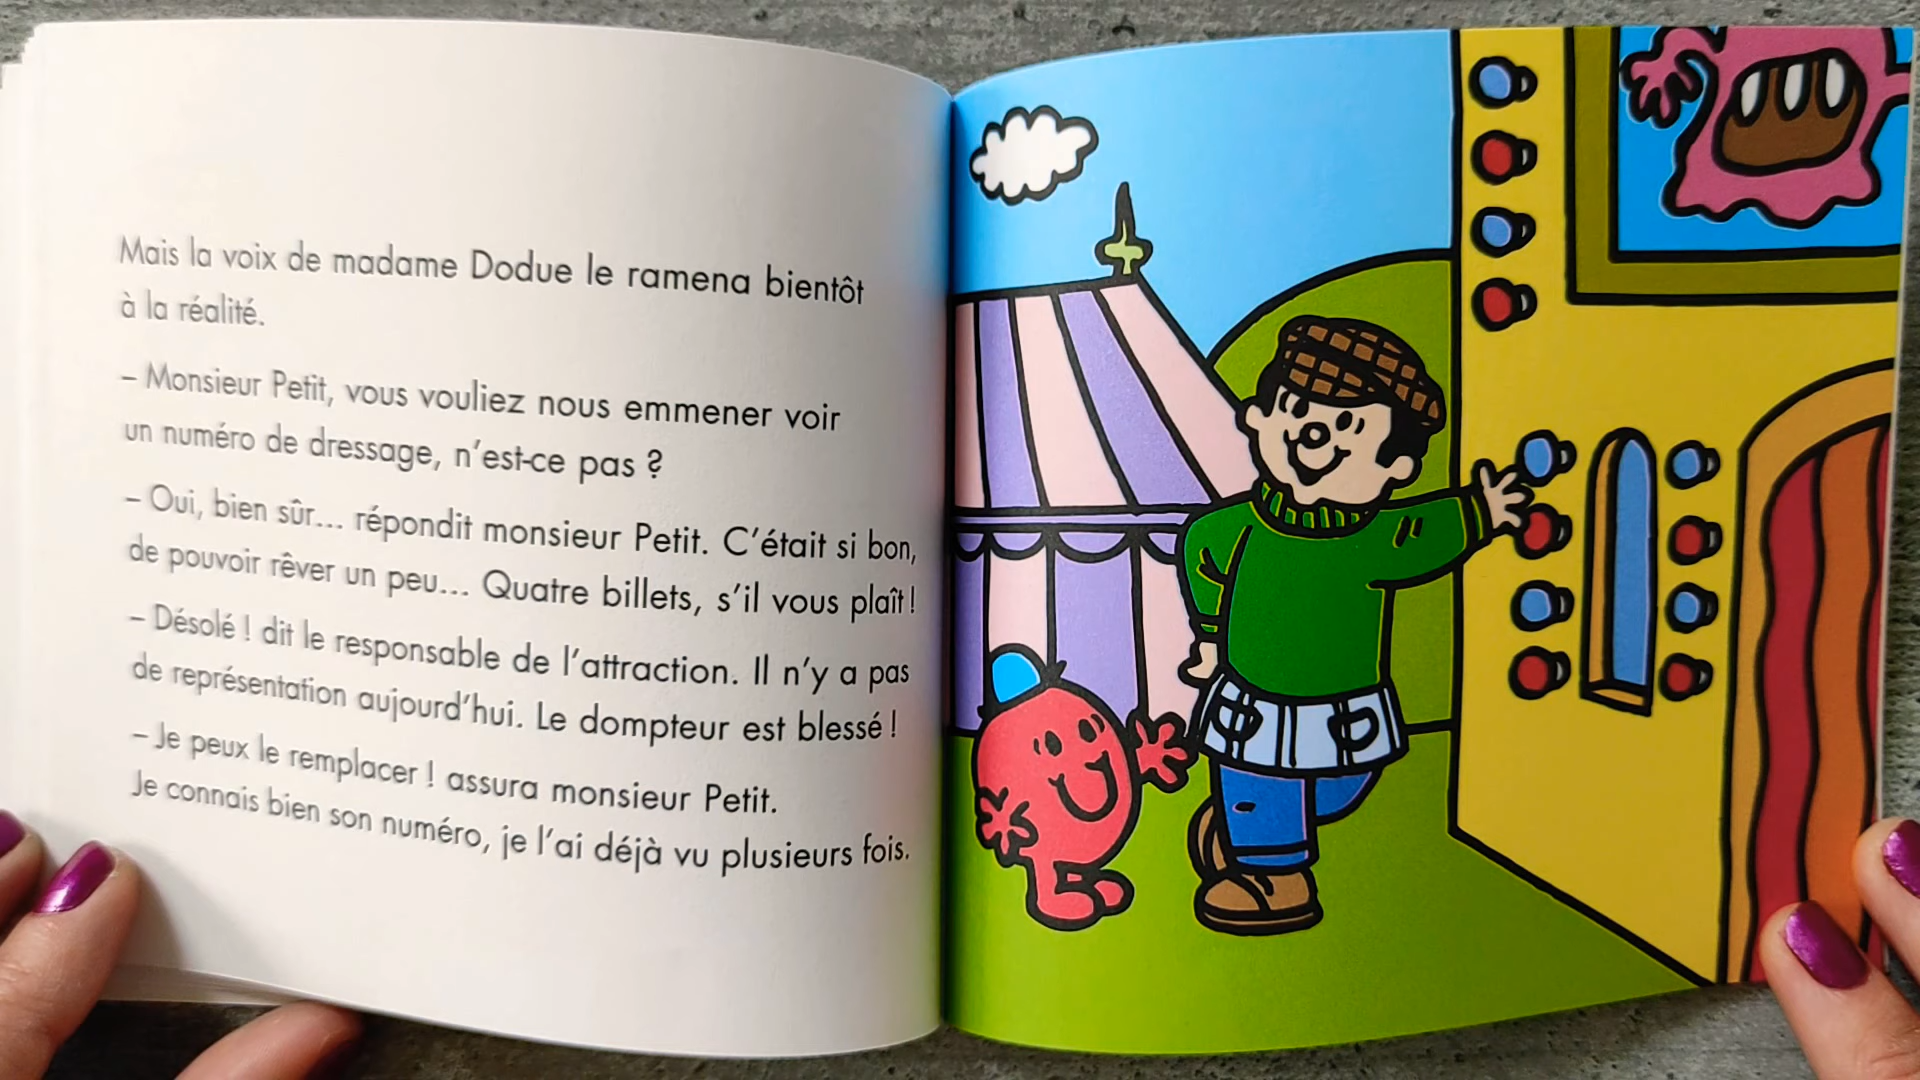 Mais la voix de madame Dodue le ramena bientôt
à la réalité.
– Monsieur Petit, vous vouliez nous emmener voir
un numéro de dressage, n'est-ce pas ?
– Oui, bien sûr... répondit monsieur Petit. C'était si bon,
de pouvoir rêver un peu... Quatre billets, s'il vous plaît !
– Désolé ! dit le responsable de l'attraction. Il n'y a pas
de représentation aujourd'hui. Le dompteur est blessé !
– Je peux le remplacer ! assura monsieur Petit.
Je connais bien son numéro, je l'ai déjà vu plusieurs fois.